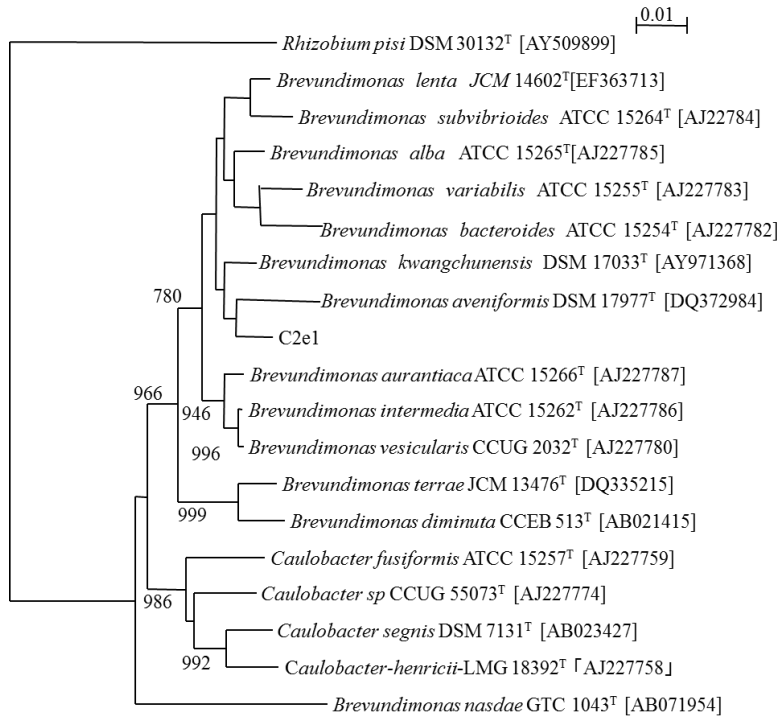 0.01
Rhizobium pisi DSM 30132ᵀ [AY509899]
Brevundimonas lenta JCM 14602ᵀ[EF363713]
Brevundimonas subvibrioides ATCC 15264ᵀ [AJ22784]
Brevundimonas alba ATCC 15265ᵀ[AJ227785]
Brevundimonas variabilis ATCC 15255ᵀ [AJ227783]
Brevundimonas bacteroides ATCC 15254ᵀ [AJ227782]
Brevundimonas kwangchunensis DSM 17033ᵀ [AY971368]
780
Brevundimonas aveniformis DSM 17977ᵀ [DQ372984]
C2e1
Brevundimonas aurantiaca ATCC 15266ᵀ [AJ227787]
966
946
Brevundimonas intermedia ATCC 15262ᵀ [AJ227786]
996
Brevundimonas vesicularis CCUG 2032ᵀ [AJ227780]
Brevundimonas terrae JCM 13476ᵀ [DQ335215]
999
Brevundimonas diminuta CCEB 513ᵀ [AB021415]
Caulobacter fusiformis ATCC 15257ᵀ [AJ227759]
986
Caulobacter sp CCUG 55073ᵀ [AJ227774]
Caulobacter segnis DSM 7131ᵀ [AB023427]
992
Caulobacter-henricii-LMG 18392ᵀ「AJ227758」
Brevundimonas nasdae GTC 1043ᵀ [AB071954]